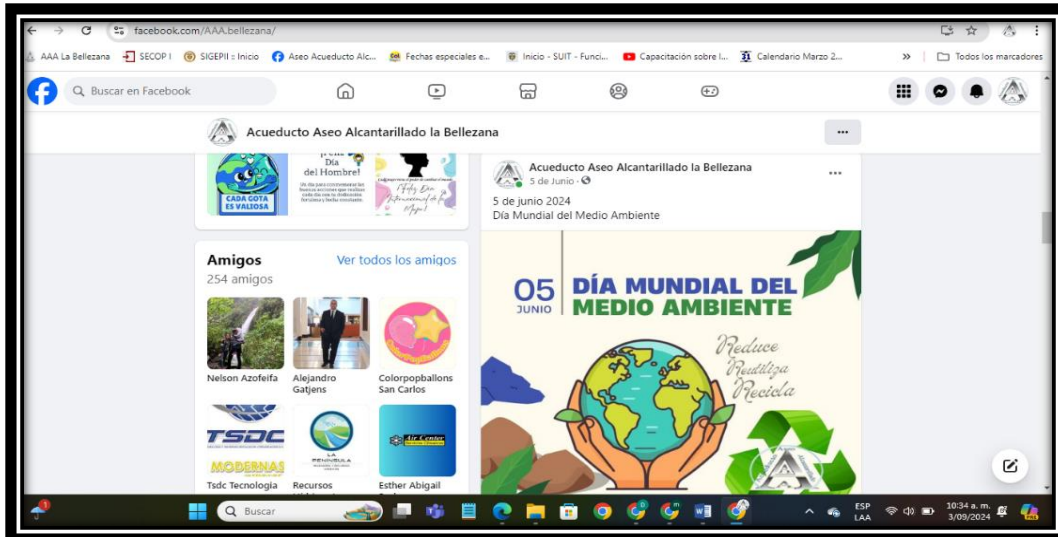 facebook.com/AAA.bellezana/
AAA La Bellezana
SECOP I
SIGEPII :: Inicio
Aseo Acueducto Alc...
Fechas especiales e...
Inicio - SUIT - Funci...
Capacitación sobre l...
Calendario Marzo 2...
Todos los marcadores
Buscar en Facebook
Acueducto Aseo Alcantarillado la Bellezana
CADA GOTA
ES VALIOSA
Día
del Hombre!
Amigos
Ver todos los amigos
254 amigos
Nelson Azofeifa
Alejandro
Gatjens
Colorpopballons
San Carlos
TSDC
MODERNAS
LA
PENINSULA
Air Center
Tsdc Tecnologia
Recursos
Esther Abigail
Acueducto Aseo Alcantarillado la Bellezana
5 de Junio
5 de junio 2024
Día Mundial del Medio Ambiente
05
JUNIO
DÍA MUNDIAL DEL
MEDIO AMBIENTE
Reduce
Reutiliza
Recicla
Buscar
ESP
LAA
10:34 a. m.
3/09/2024